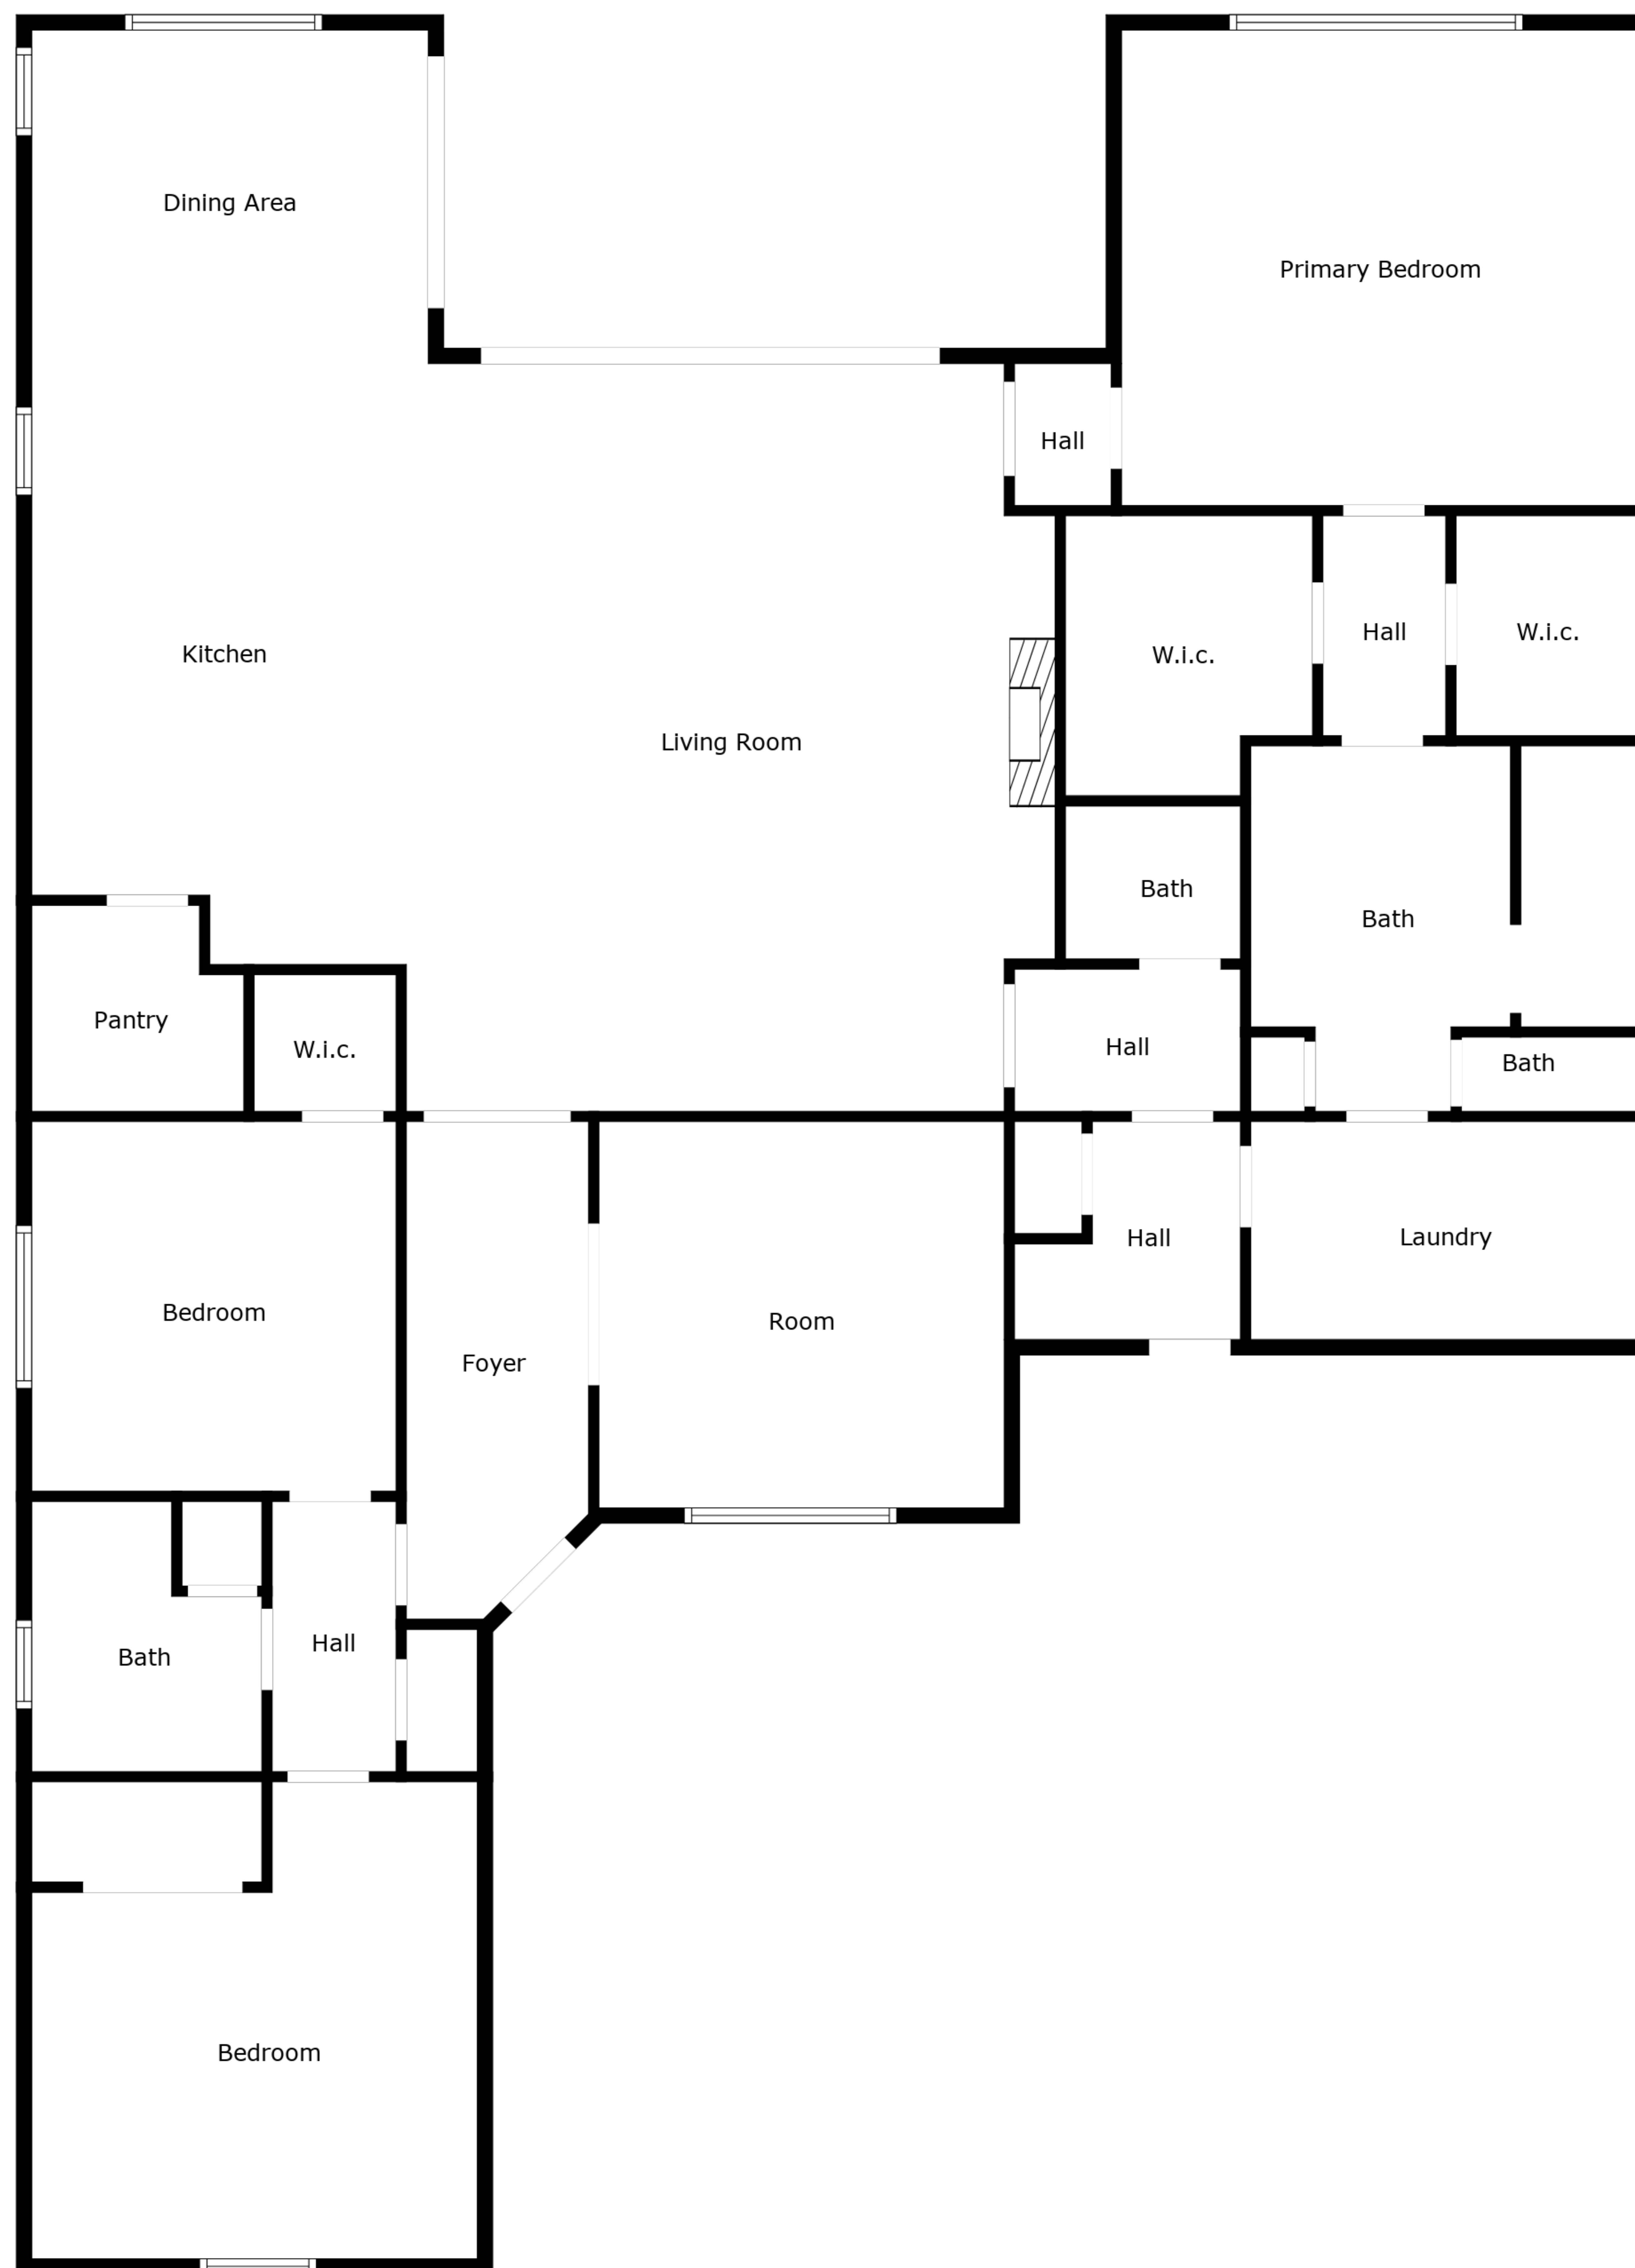 Dining Area
Primary Bedroom
Hall
Kitchen
W.i.c.
Hall
W.i.c.
Living Room
Bath
Bath
Pantry
W.i.c.
Hall
Bath
Bedroom
Foyer
Room
Hall
Laundry
Bath
Hall
Bedroom